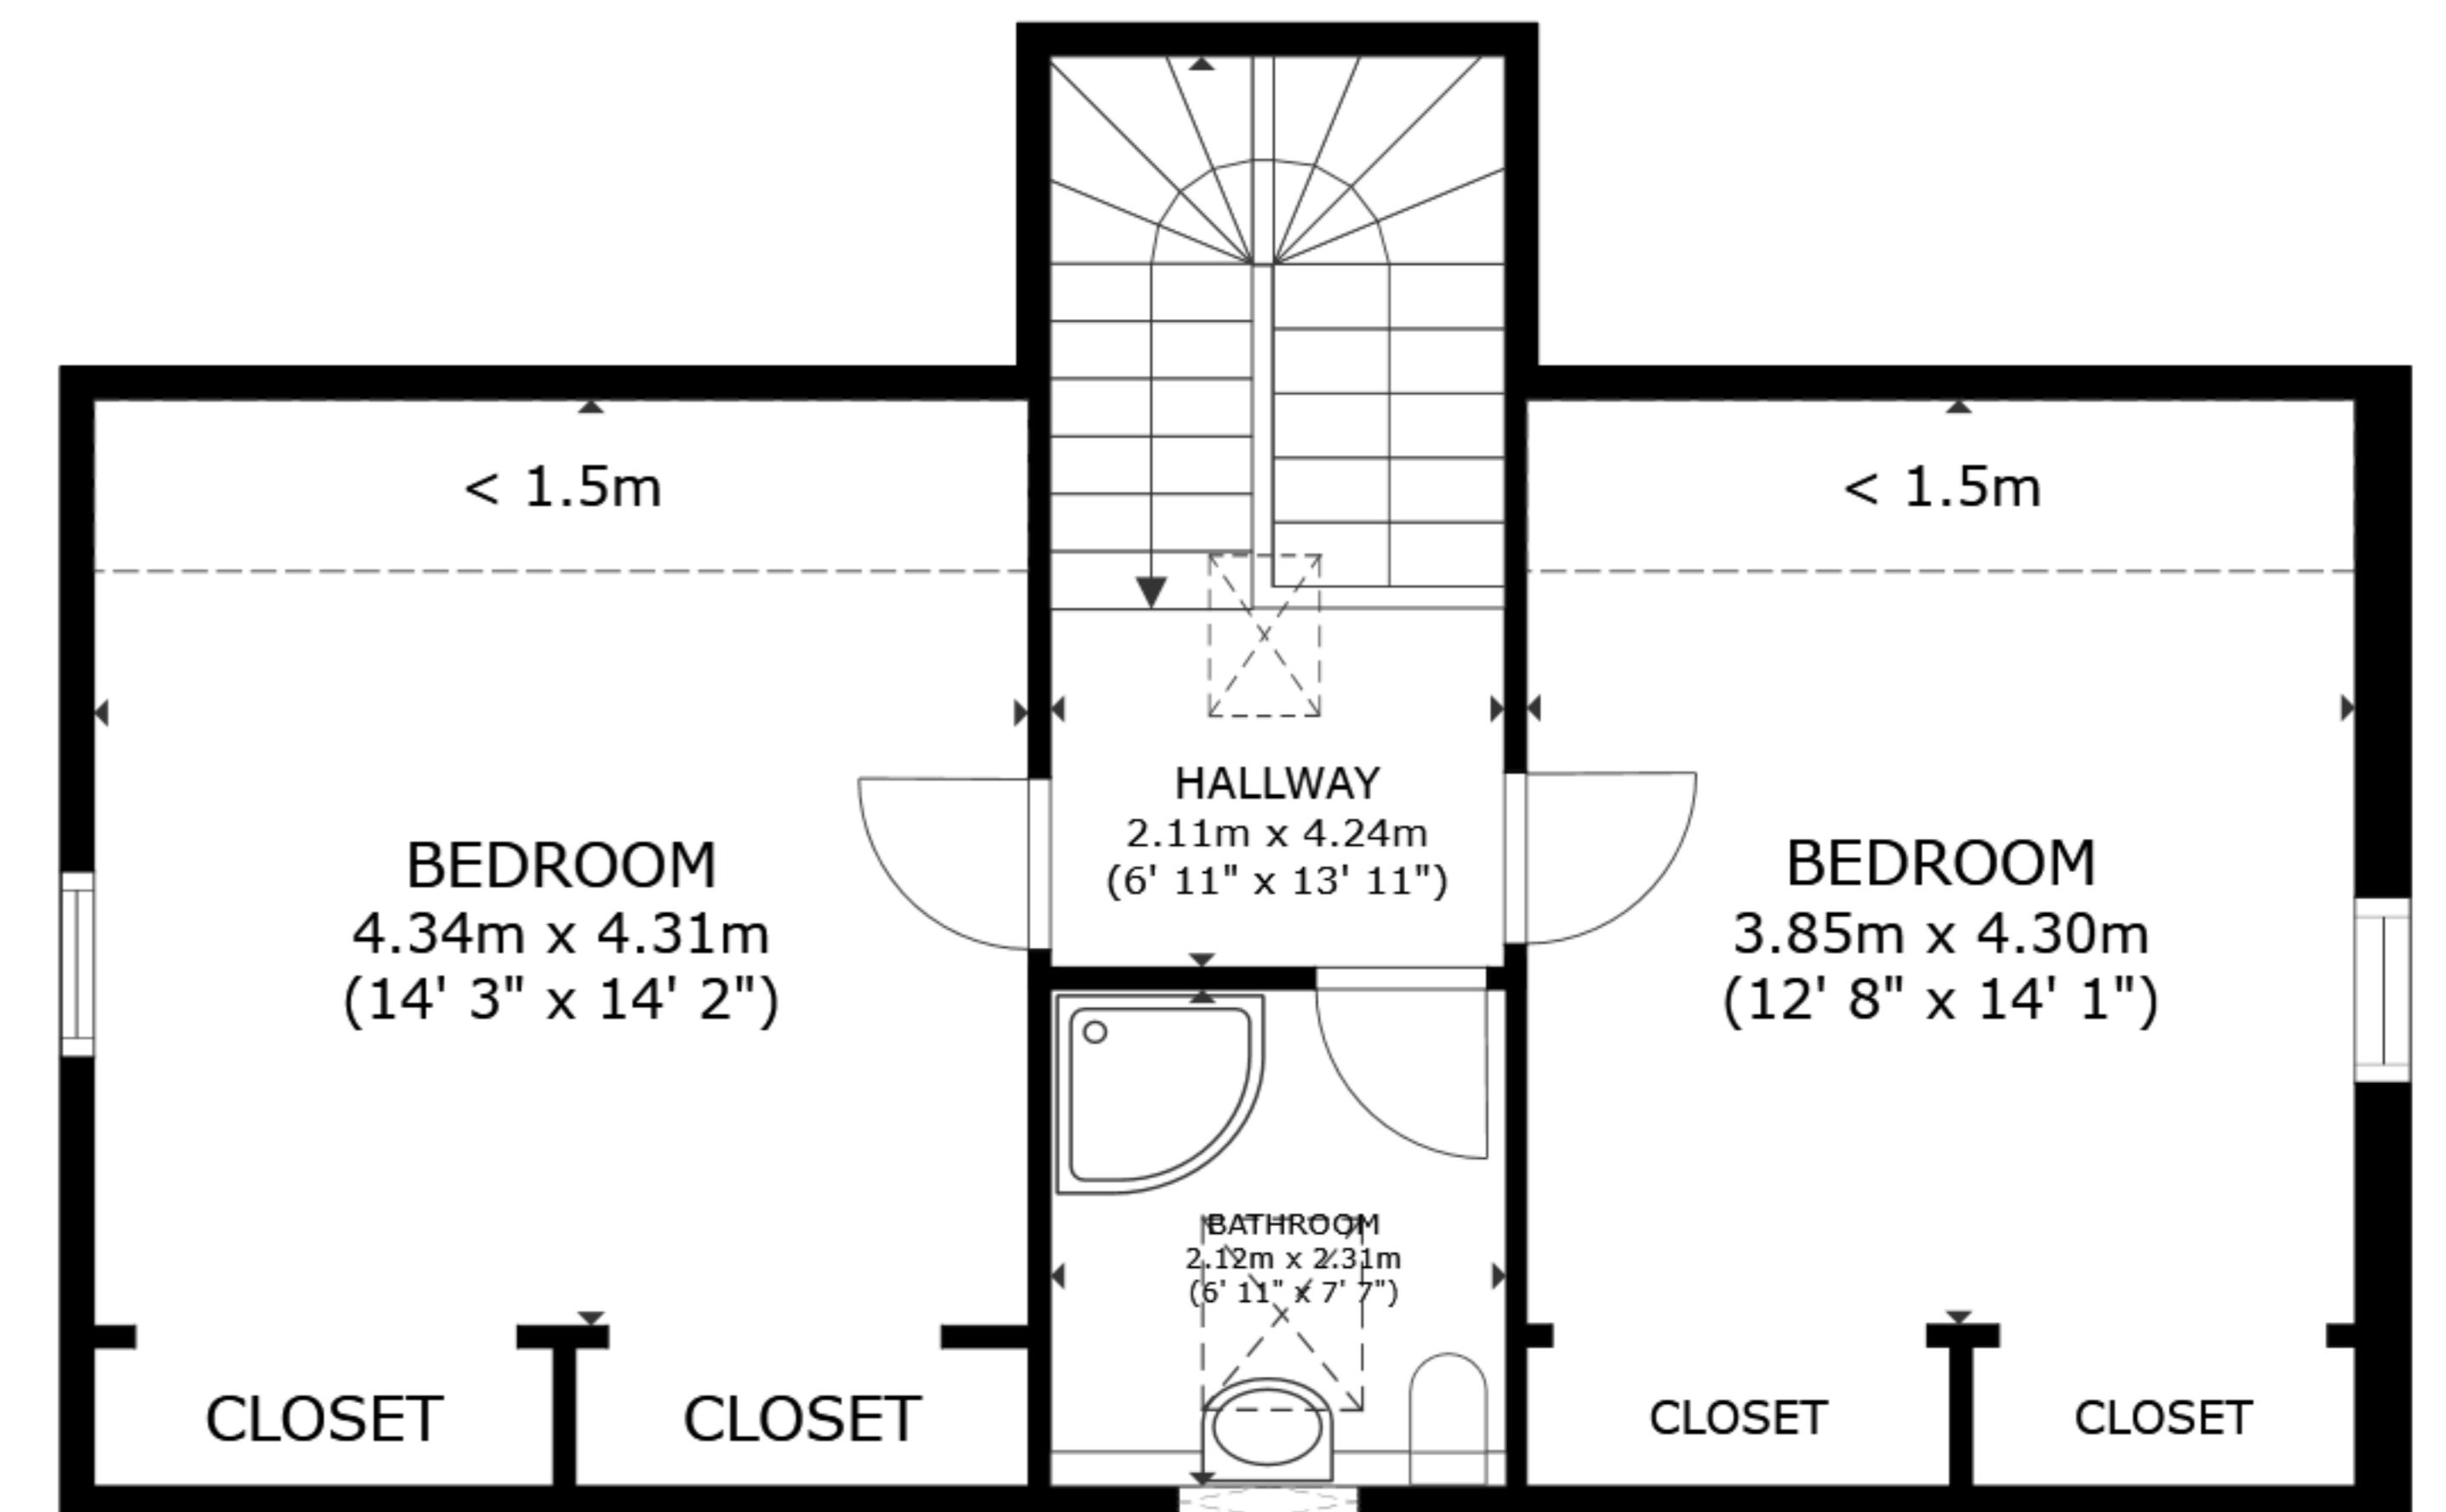 < 1.5m
< 1.5m
HALLWAY
2.11m x 4.24m
(6' 11" x 13' 11")
BEDROOM
4.34m x 4.31m
(14' 3" x 14' 2")
BEDROOM
3.85m x 4.30m
(12' 8" x 14' 1")
BATHROOM
2.12m x 2.31m
(6' 11" x 7' 7")
CLOSET
CLOSET
CLOSET
CLOSET